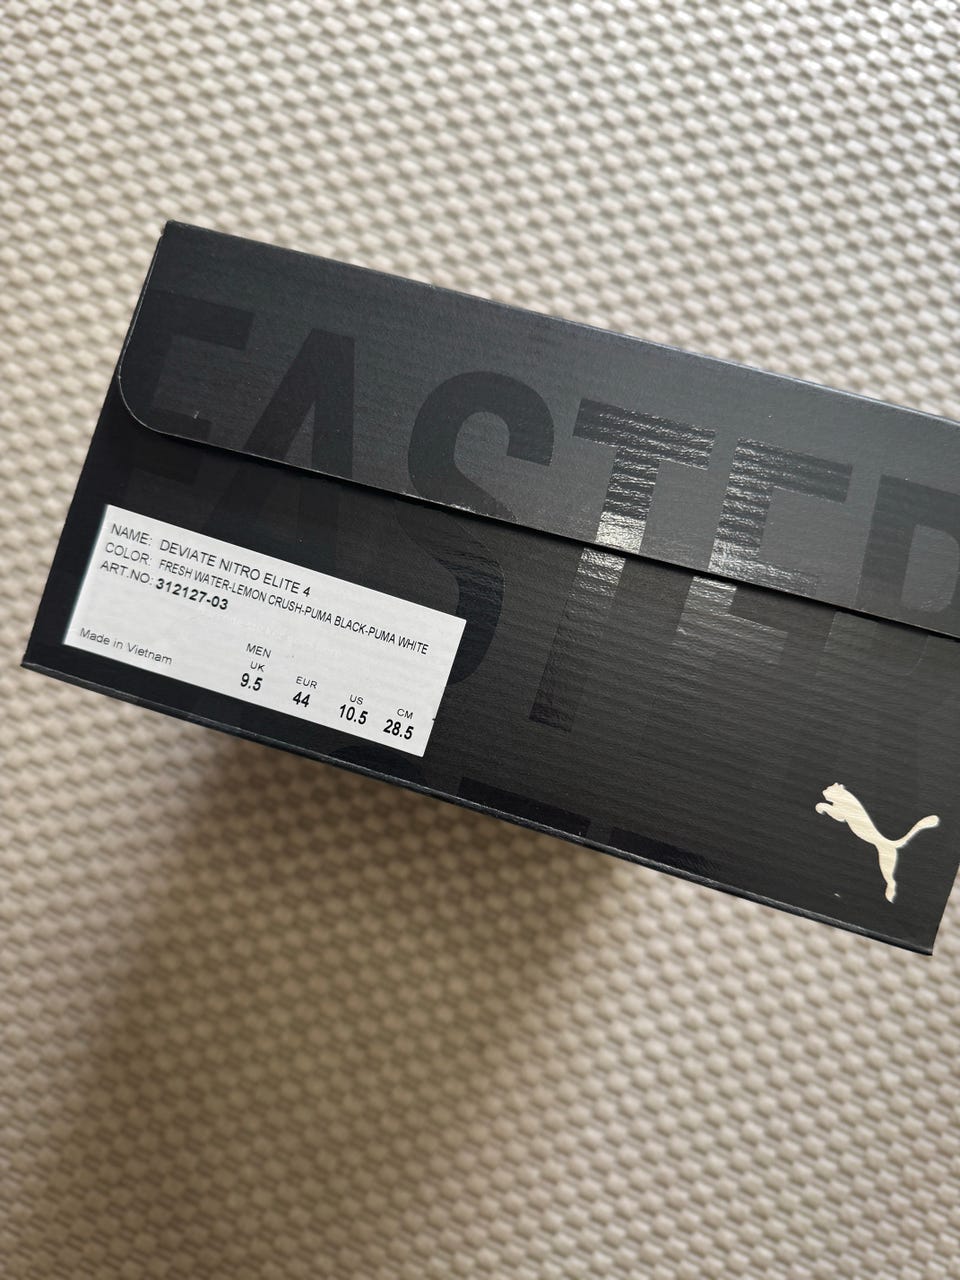 FASTER
NAME: DEVIATE NITRO ELITE 4
COLOR: FRESH WATER-LEMON CRUSH-PUMA BLACK-PUMA WHITE
ART.NO: 312127-03
Made in Vietnam
MEN
UK EUR US CM
9.5 44 10.5 28.5